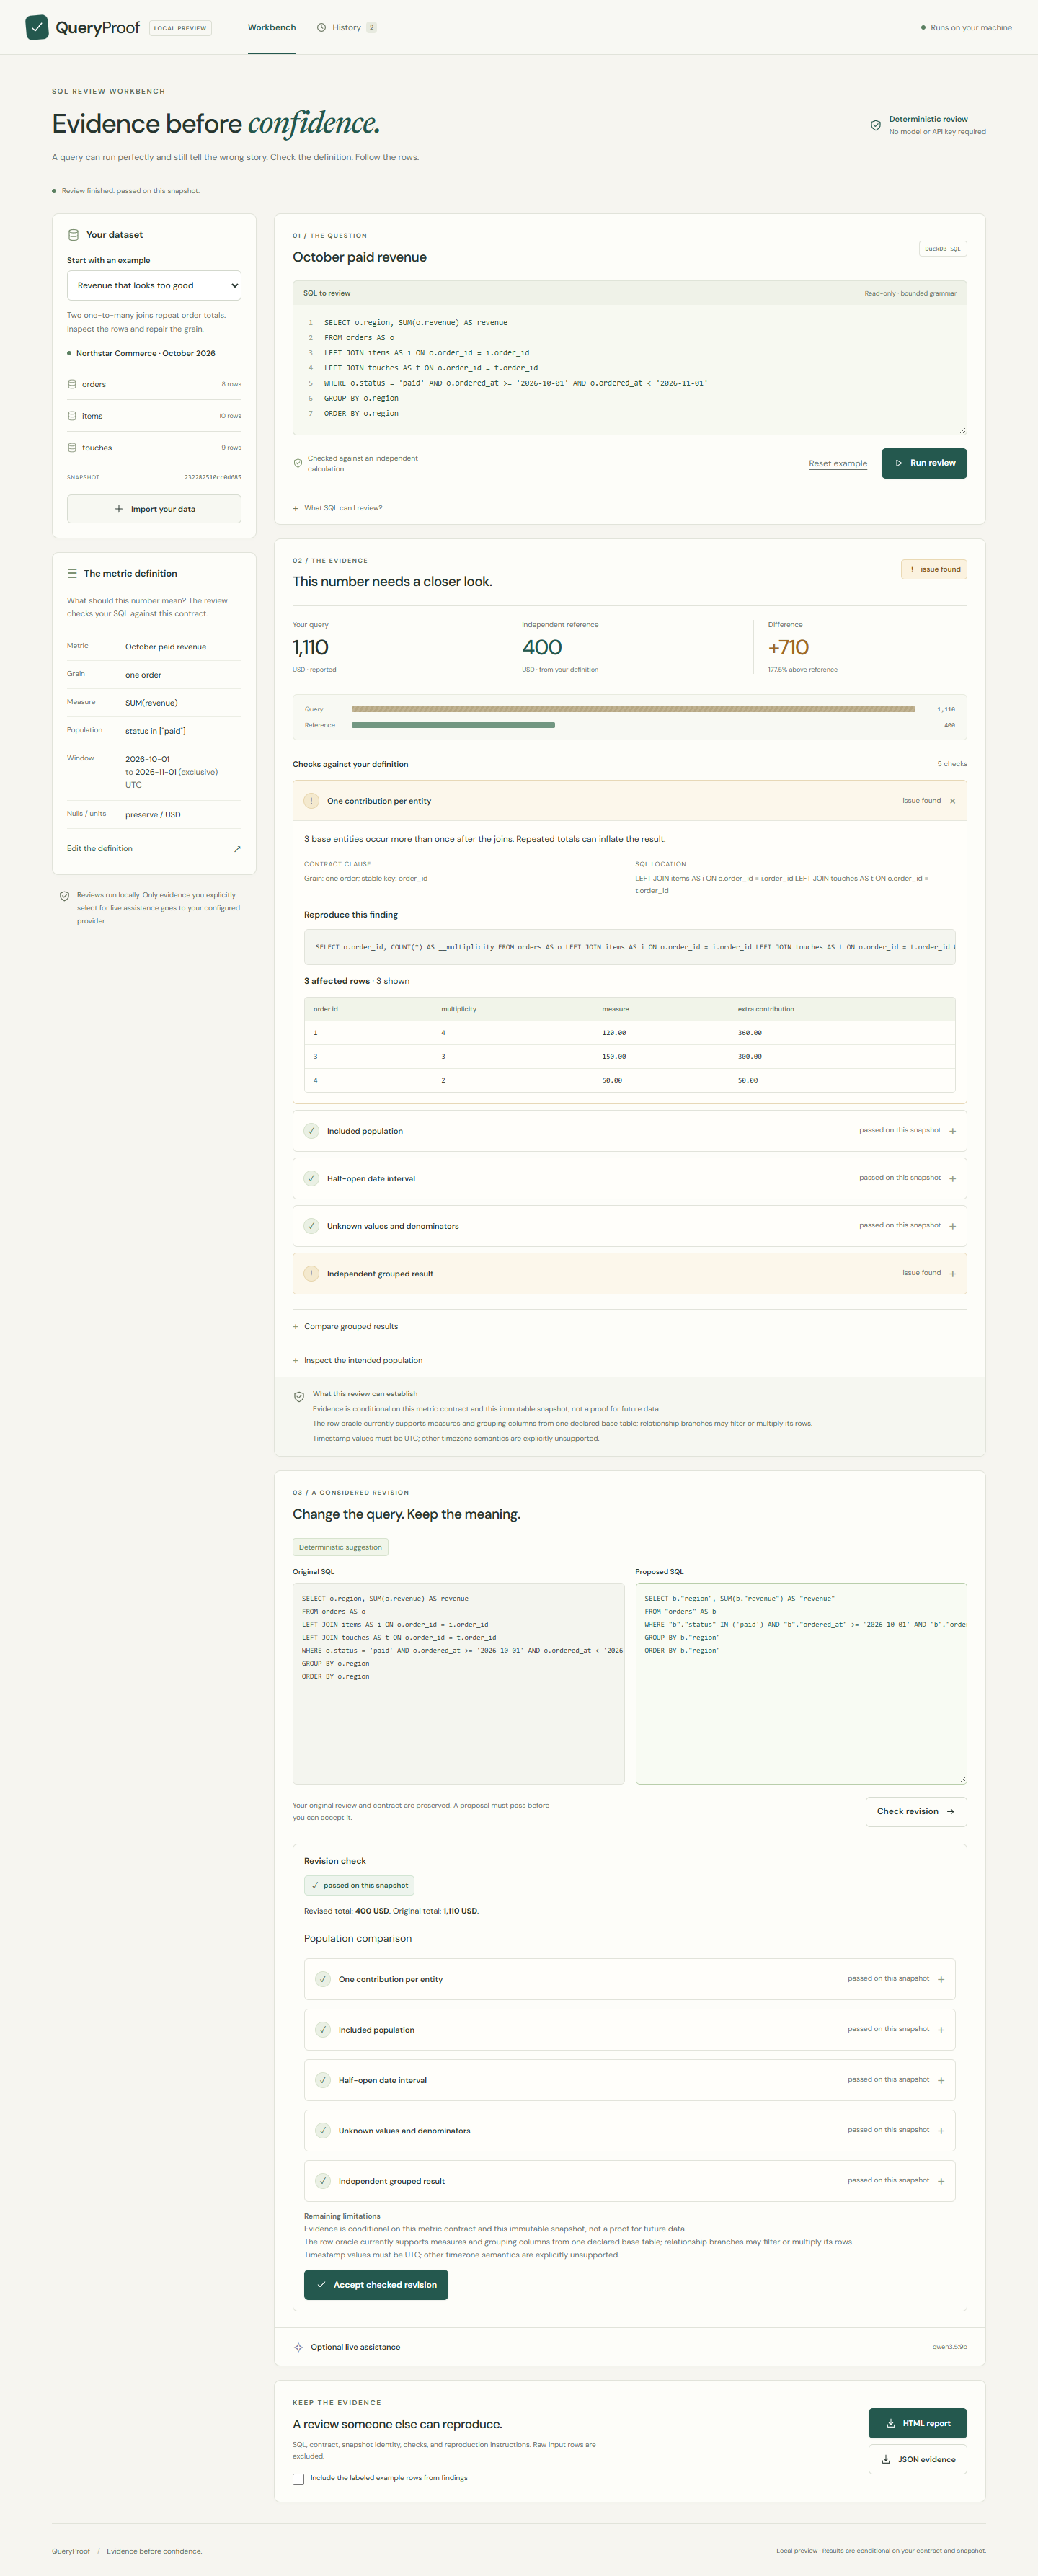 QueryProof
LOCAL PREVIEW
Workbench
History 2
Runs on your machine
SQL REVIEW WORKBENCH
Evidence before confidence.
A query can run perfectly and still tell the wrong story. Check the definition. Follow the rows.
Deterministic review
No model or API key required
Review finished: passed on this snapshot.
Your dataset
Start with an example
Revenue that looks too good
Two one-to-many joins repeat order totals.
Inspect the rows and repair the grain.
Northstar Commerce · October 2026
orders 8 rows
items 10 rows
touches 9 rows
SNAPSHOT 232282510cc0d685
Import your data
The metric definition
What should this number mean? The review
checks your SQL against this contract.
Metric October paid revenue
Grain one order
Measure SUM(revenue)
Population status in ["paid"]
Window 2026-10-01
to 2026-11-01 (exclusive)
UTC
Nulls / units preserve / USD
Edit the definition
Reviews run locally. Only evidence you explicitly
select for live assistance goes to your configured
provider.
01 / THE QUESTION
October paid revenue
DuckDB SQL
SQL to review
Read-only · bounded grammar
1 SELECT o.region, SUM(o.revenue) AS revenue
2 FROM orders AS o
3 LEFT JOIN items AS i ON o.order_id = i.order_id
4 LEFT JOIN touches AS t ON o.order_id = t.order_id
5 WHERE o.status = 'paid' AND o.ordered_at >= '2026-10-01' AND o.ordered_at < '2026-11-01'
6 GROUP BY o.region
7 ORDER BY o.region
Checked against an independent
calculation.
Reset example
Run review
+ What SQL can I review?
02 / THE EVIDENCE
This number needs a closer look.
! issue found
Your query
1,110
USD · reported
Independent reference
400
USD · from your definition
Difference
+710
177.5% above reference
Query 1,110
Reference 400
Checks against your definition
5 checks
! One contribution per entity issue found ×
3 base entities occur more than once after the joins. Repeated totals can inflate the result.
CONTRACT CLAUSE
Grain: one order; stable key: order_id
SQL LOCATION
LEFT JOIN items AS i ON o.order_id = i.order_id LEFT JOIN touches AS t ON o.order_id =
t.order_id
Reproduce this finding
SELECT o.order_id, COUNT(*) AS __multiplicity FROM orders AS o LEFT JOIN items AS i ON o.order_id = i.order_id LEFT JOIN touches AS t ON o.order_id = t.order_id
3 affected rows · 3 shown
order id multiplicity measure extra contribution
1 4 120.00 360.00
3 3 150.00 300.00
4 2 50.00 50.00
Included population passed on this snapshot +
Half-open date interval passed on this snapshot +
Unknown values and denominators passed on this snapshot +
! Independent grouped result issue found +
+ Compare grouped results
+ Inspect the intended population
What this review can establish
Evidence is conditional on this metric contract and this immutable snapshot, not a proof for future data.
The row oracle currently supports measures and grouping columns from one declared base table; relationship branches may filter or multiply its rows.
Timestamp values must be UTC; other timezone semantics are explicitly unsupported.
03 / A CONSIDERED REVISION
Change the query. Keep the meaning.
Deterministic suggestion
Original SQL
SELECT o.region, SUM(o.revenue) AS revenue
FROM orders AS o
LEFT JOIN items AS i ON o.order_id = i.order_id
LEFT JOIN touches AS t ON o.order_id = t.order_id
WHERE o.status = 'paid' AND o.ordered_at >= '2026-10-01' AND o.ordered_at < '2026
GROUP BY o.region
ORDER BY o.region
Proposed SQL
SELECT b."region", SUM(b."revenue") AS "revenue"
FROM "orders" AS b
WHERE "b"."status" IN ('paid') AND "b"."ordered_at" >= '2026-10-01' AND "b"."orde
GROUP BY b."region"
ORDER BY b."region"
Your original review and contract are preserved. A proposal must pass before
you can accept it.
Check revision
Revision check
passed on this snapshot
Revised total: 400 USD. Original total: 1,110 USD.
Population comparison
One contribution per entity passed on this snapshot +
Included population passed on this snapshot +
Half-open date interval passed on this snapshot +
Unknown values and denominators passed on this snapshot +
Independent grouped result passed on this snapshot +
Remaining limitations
Evidence is conditional on this metric contract and this immutable snapshot, not a proof for future data.
The row oracle currently supports measures and grouping columns from one declared base table; relationship branches may filter or multiply its rows.
Timestamp values must be UTC; other timezone semantics are explicitly unsupported.
Accept checked revision
Optional live assistance
qwen3.5:9b
KEEP THE EVIDENCE
A review someone else can reproduce.
SQL, contract, snapshot identity, checks, and reproduction instructions. Raw input rows are
excluded.
Include the labeled example rows from findings
HTML report
JSON evidence
QueryProof / Evidence before confidence.
Local preview · Results are conditional on your contract and snapshot.